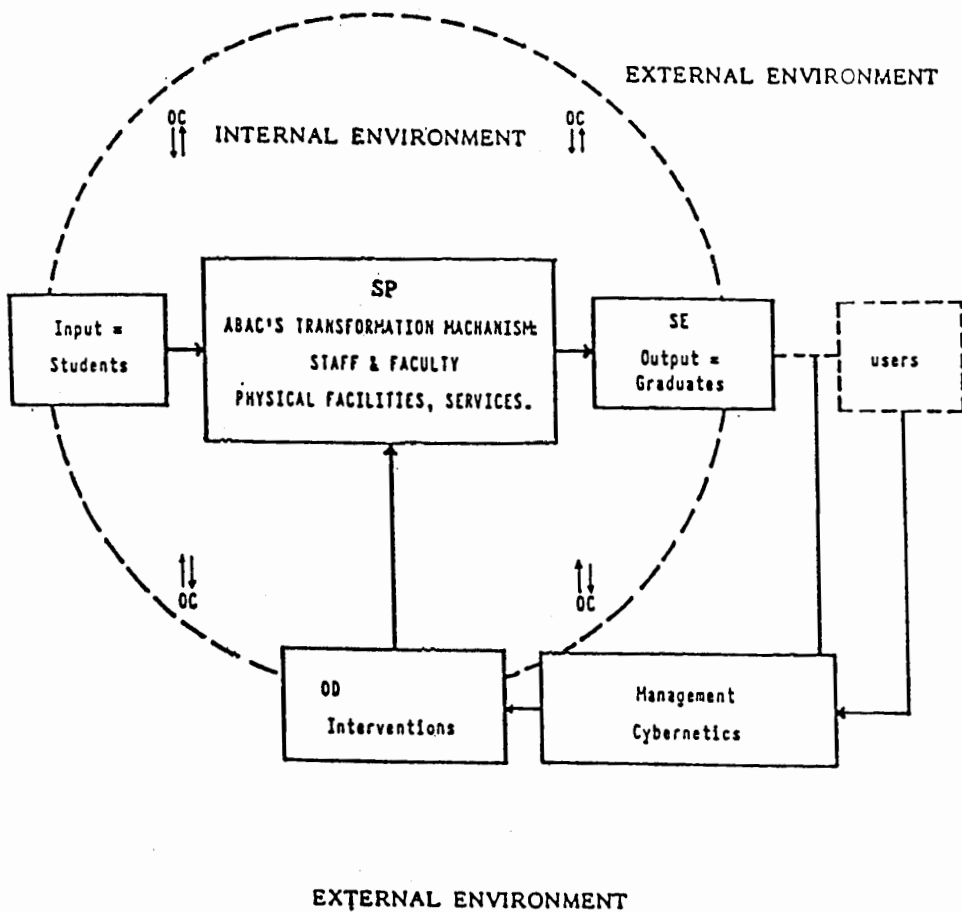 EXTERNAL ENVIRONMENT
OC
OC
INTERNAL ENVIRONMENT
SP
ABAC'S TRANSFORMATION MACHANISM:
STAFF & FACULTY
PHYSICAL FACILITIES, SERVICES.
Input =
Students
SE
Output =
Graduates
users
OC
OC
OD
Interventions
Management
Cybernetics
EXTERNAL ENVIRONMENT